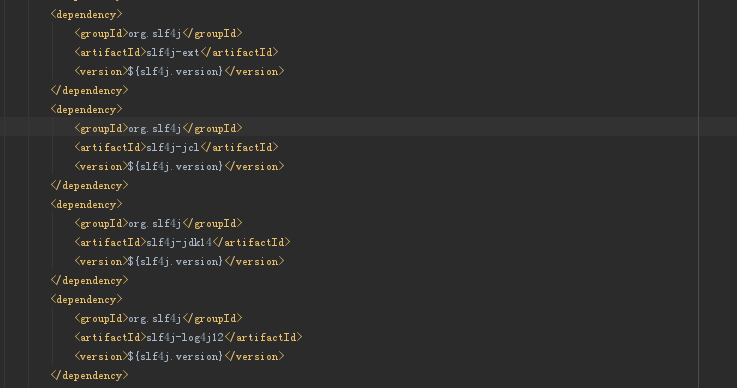 <dependency>
<groupId>org.slf4j</groupId>
<artifactId>slf4j-ext</artifactId>
<version>${slf4j.version}</version>
</dependency>
<dependency>
<groupId>org.slf4j</groupId>
<artifactId>slf4j-jcl</artifactId>
<version>${slf4j.version}</version>
</dependency>
<dependency>
<groupId>org.slf4j</groupId>
<artifactId>slf4j-jdk14</artifactId>
<version>${slf4j.version}</version>
</dependency>
<dependency>
<groupId>org.slf4j</groupId>
<artifactId>slf4j-log4j12</artifactId>
<version>${slf4j.version}</version>
</dependency>